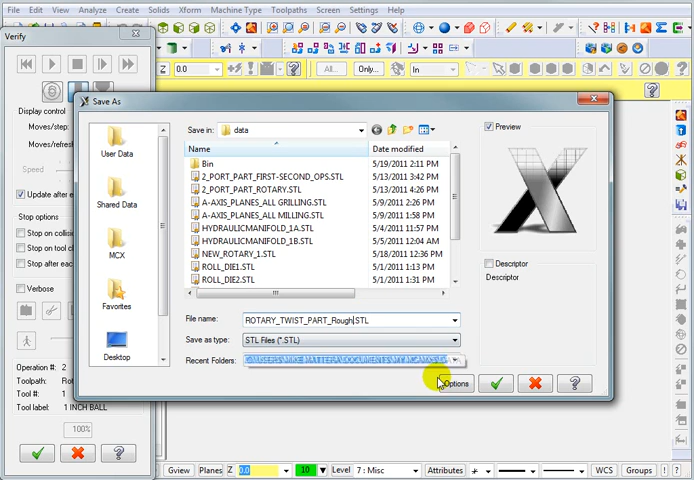 File Edit View Analyze Create Solids Xform Machine Type Toolpaths Screen Settings Help
Z 0.0 All... Only... In
Verify
Display control
Moves/step:
Moves/refresh
Speed
Update after e
Stop options
Stop on collisio
Stop on tool c
Stop after eac
Verbose
Operation #: 2
Toolpath: Rot
Tool #: 1
Tool label: 1 INCH BALL
100%
Save As
Save in: data
User Data
Shared Data
MCX
Favorites
Desktop
Name Date modified
Bin 5/19/2011 2:11 PM
2_PORT_PART_FIRST-SECOND_OPS.STL 5/13/2011 3:42 PM
2_PORT_PART_ROTARY.STL 5/13/2011 4:26 PM
A-AXIS_PLANES_ALL GRILLING.STL 5/9/2011 2:26 PM
A-AXIS_PLANES_ALL MILLING.STL 5/9/2011 1:58 PM
HYDRAULICMANIFOLD_1A.STL 5/4/2011 11:57 PM
HYDRAULICMANIFOLD_1B.STL 5/5/2011 12:04 AM
NEW_ROTARY_1.STL 5/18/2011 12:36 PM
ROLL_DIE1.STL 5/1/2011 1:13 PM
ROLL_DIE2.STL 5/1/2011 1:31 PM
File name: ROTARY_TWIST_PART_Rough.STL
Save as type: STL Files (*.STL)
Recent Folders:
Options
Preview
Descriptor
Descriptor
Gview Planes Z 0.0 10 Level 7 : Misc Attributes WCS Groups